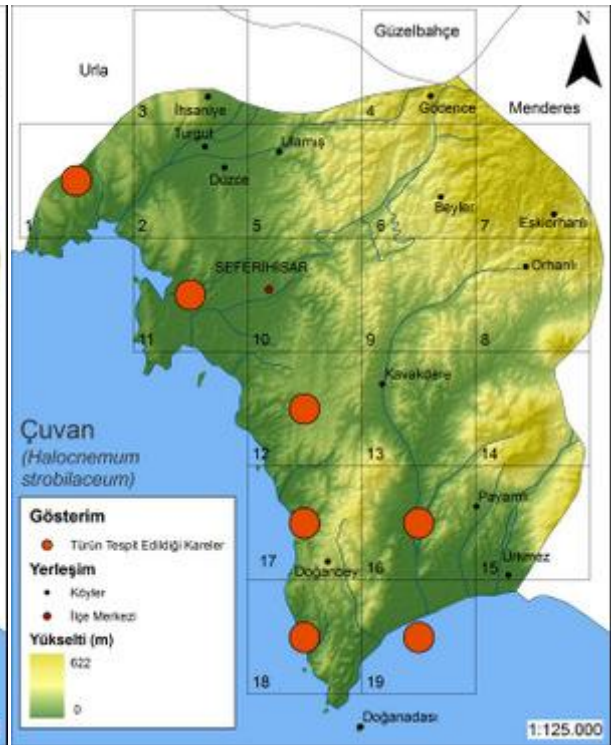 N
Güzelbahçe
Urla
Menderes
3
İhsaniye
4
Gödence
Turgut
Ulamış
Düzce
Beyler
Eskiorhanlı
1
2
5
6
7
SEFERİHİSAR
Orhanlı
11
10
9
8
Kavakdere
Çuvan
(Halocnemum
strobilaceum)
12
13
14
Payamlı
Gösterim
Türün Tespit Edildiği Kareler
Yerleşim
Köyler
İlçe Merkezi
Yükselti (m)
622
0
17
Doğanbey
16
15
Ürkmez
18
19
Doğanadası
1:125.000